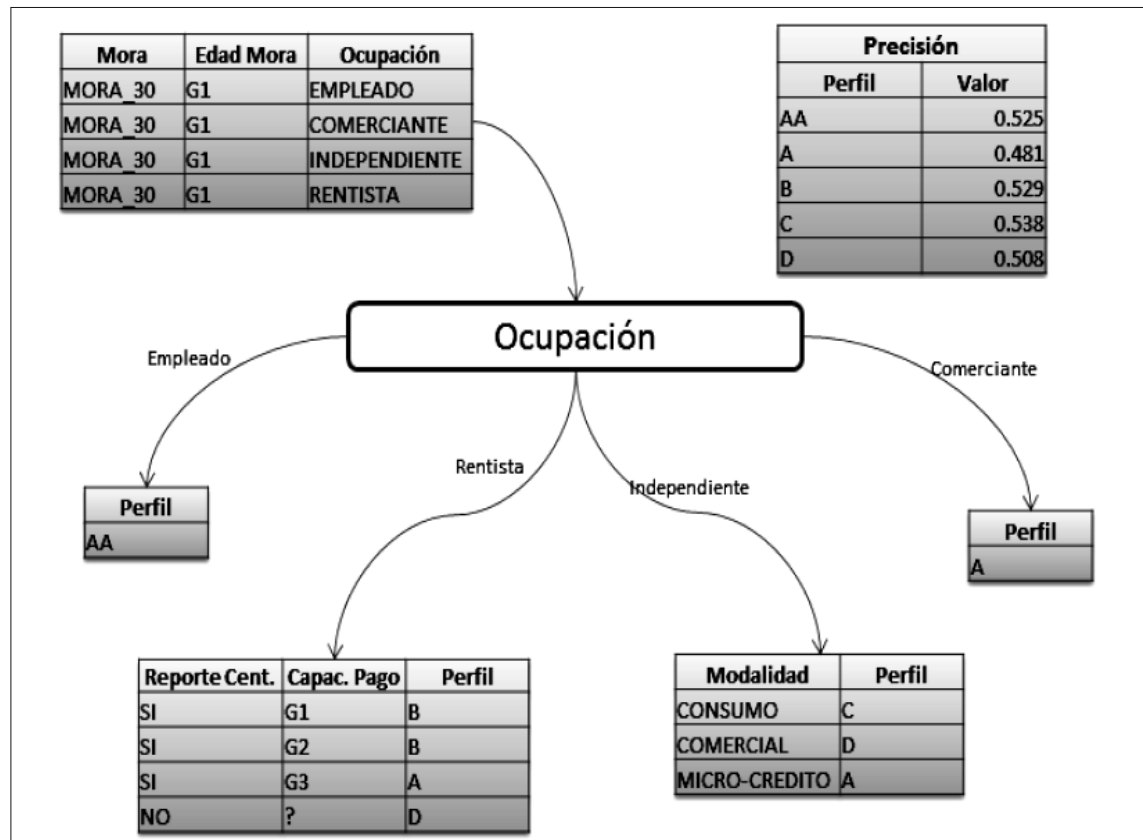 Mora Edad Mora Ocupación
MORA_30 G1 EMPLEADO
MORA_30 G1 COMERCIANTE
MORA_30 G1 INDEPENDIENTE
MORA_30 G1 RENTISTA
Precisión
Perfil Valor
AA 0.525
A 0.481
B 0.529
C 0.538
D 0.508
Ocupación
Empleado
Comerciante
Rentista
Independiente
Perfil
AA
Perfil
A
Reporte Cent. Capac. Pago Perfil
SI G1 B
SI G2 B
SI G3 A
NO ? D
Modalidad Perfil
CONSUMO C
COMERCIAL D
MICRO-CREDITO A